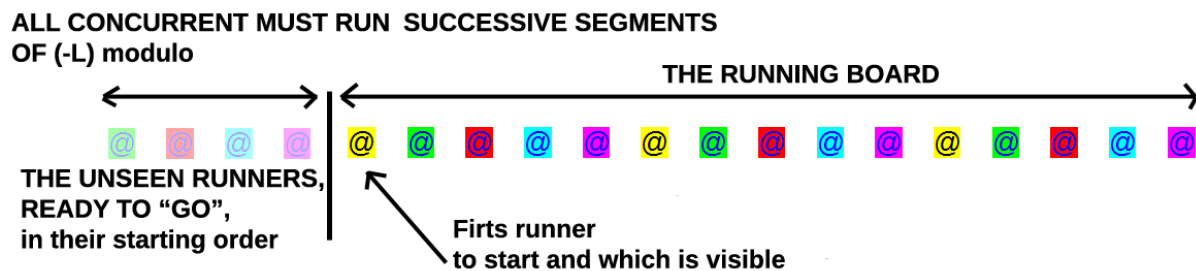 ALL CONCURRENT MUST RUN SUCCESSIVE SEGMENTS
OF (-L) modulo
THE RUNNING BOARD
@ @ @ @ @ @ @ @ @ @ @ @ @ @ @ @ @ @ @
THE UNSEEN RUNNERS,
READY TO “GO”,
in their starting order
Firts runner
to start and which is visible